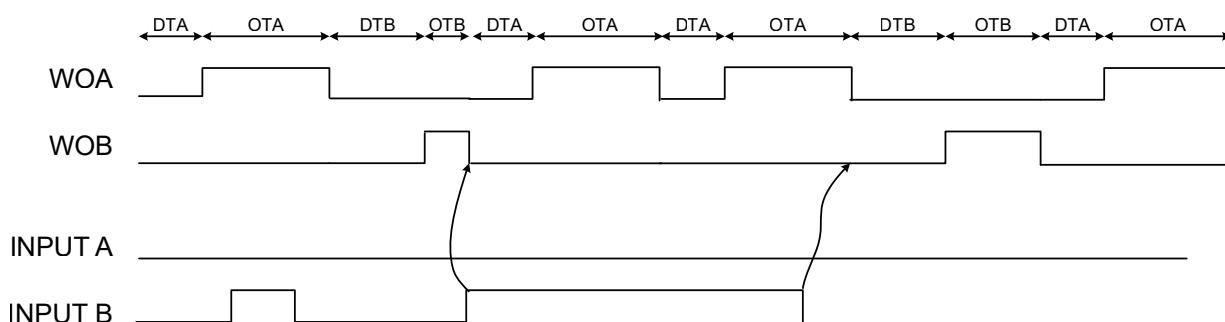 DTA OTA DTB OTB DTA OTA DTA OTA DTB OTB DTA OTA
WOA
WOB
INPUT A
INPUT B